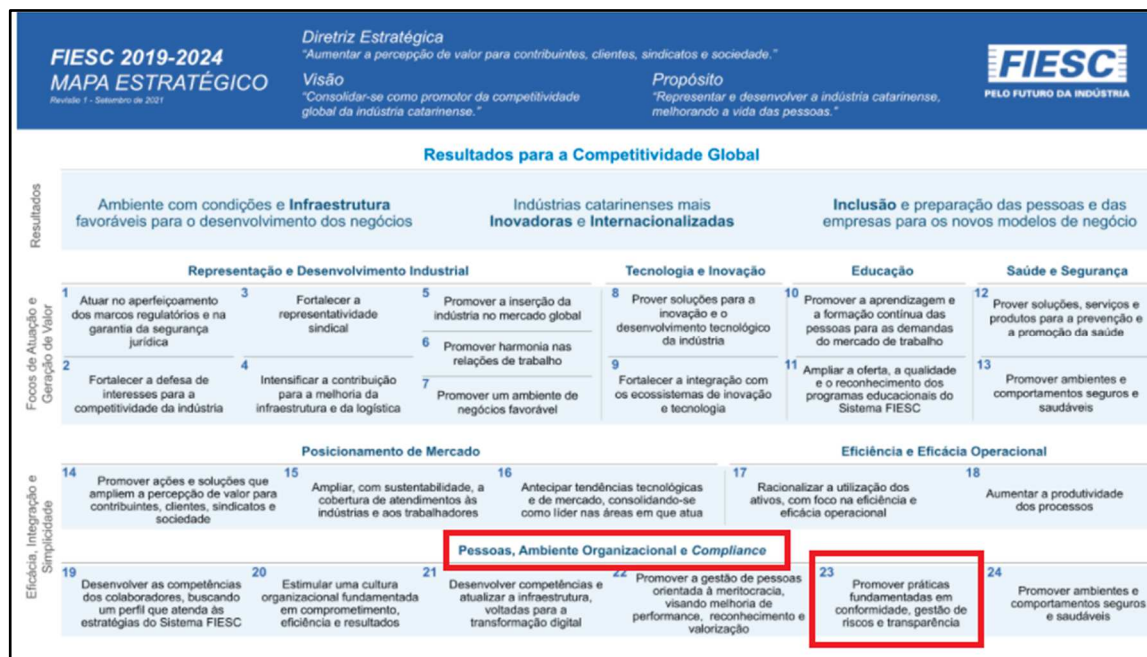 FIESC 2019-2024
MAPA ESTRATÉGICO
Revisão 1 - Setembro de 2021
Diretriz Estratégica
"Aumentar a percepção de valor para contribuintes, clientes, sindicatos e sociedade."
Visão
"Consolidar-se como promotor da competitividade
global da indústria catarinense."
Propósito
"Representar e desenvolver a indústria catarinense,
melhorando a vida das pessoas."
FIESC
PELO FUTURO DA INDÚSTRIA
Resultados para a Competitividade Global
Resultados
Ambiente com condições e Infraestrutura
favoráveis para o desenvolvimento dos negócios
Indústrias catarinenses mais
Inovadoras e Internacionalizadas
Inclusão e preparação das pessoas e das
empresas para os novos modelos de negócio
Focos de Atuação e
Geração de Valor
Representação e Desenvolvimento Industrial
1
Atuar no aperfeiçoamento
dos marcos regulatórios e na
garantia da segurança
jurídica
2
Fortalecer a defesa de
interesses para a
competitividade da indústria
3
Fortalecer a
representatividade
sindical
4
Intensificar a contribuição
para a melhoria da
infraestrutura e da logística
5
Promover a inserção da
indústria no mercado global
6
Promover harmonia nas
relações de trabalho
7
Promover um ambiente de
negócios favorável
Tecnologia e Inovação
8
Prover soluções para a
inovação e o
desenvolvimento tecnológico
da indústria
9
Fortalecer a integração com
os ecossistemas de inovação
e tecnologia
Educação
10
Promover a aprendizagem e
a formação contínua das
pessoas para as demandas
do mercado de trabalho
11
Ampliar a oferta, a qualidade
e o reconhecimento dos
programas educacionais do
Sistema FIESC
Saúde e Segurança
12
Prover soluções, serviços e
produtos para a prevenção e
a promoção da saúde
13
Promover ambientes e
comportamentos seguros e
saudáveis
Eficácia, Integração e
Simplicidade
Posicionamento de Mercado
14
Promover ações e soluções que
ampliem a percepção de valor para
contribuintes, clientes, sindicatos e
sociedade
15
Ampliar, com sustentabilidade, a
cobertura de atendimentos às
indústrias e aos trabalhadores
16
Antecipar tendências tecnológicas
e de mercado, consolidando-se
como líder nas áreas em que atua
Eficiência e Eficácia Operacional
17
Racionalizar a utilização dos
ativos, com foco na eficiência e
eficácia operacional
18
Aumentar a produtividade
dos processos
Pessoas, Ambiente Organizacional e Compliance
19
Desenvolver as competências
dos colaboradores, buscando
um perfil que atenda às
estratégias do Sistema FIESC
20
Estimular uma cultura
organizacional fundamentada
em comprometimento,
eficiência e resultados
21
Desenvolver competências e
atualizar a infraestrutura,
voltadas para a
transformação digital
22
Promover a gestão de pessoas
orientada à meritocracia,
visando melhoria de
performance, reconhecimento e
valorização
23
Promover práticas
fundamentadas em
conformidade, gestão de
riscos e transparência
24
Promover ambientes e
comportamentos seguros
e saudáveis